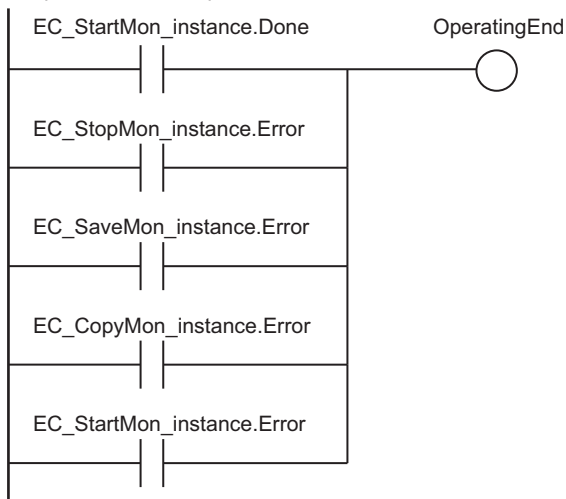 EC_StartMon_instance.Done OperatingEnd
EC_StopMon_instance.Error
EC_SaveMon_instance.Error
EC_CopyMon_instance.Error
EC_StartMon_instance.Error